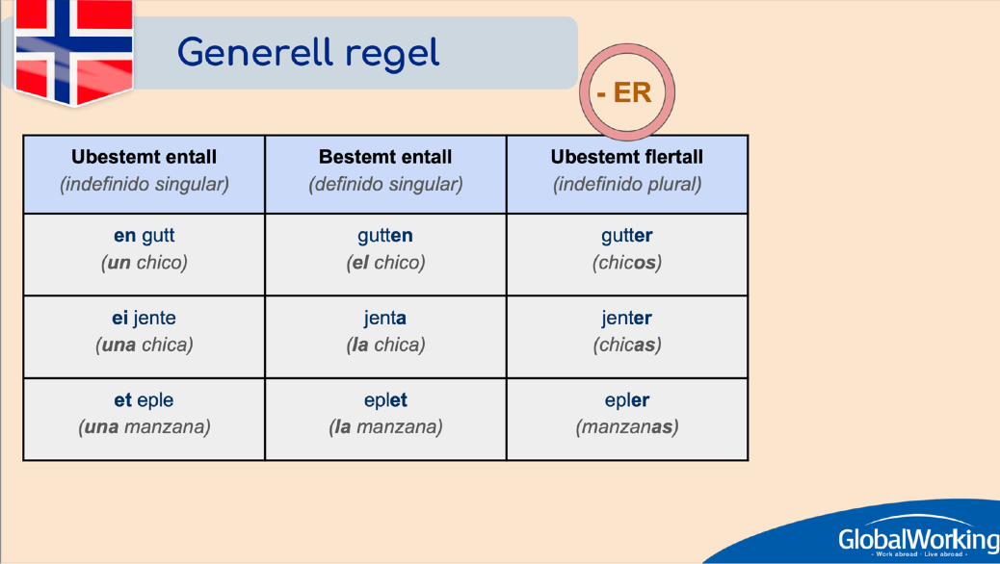 Generell regel
- ER
Ubestemt entall
(indefinido singular)
Bestemt entall
(definido singular)
Ubestemt flertall
(indefinido plural)
en gutt
(un chico)
gutten
(el chico)
gutter
(chicos)
ei jente
(una chica)
jenta
(la chica)
jenter
(chicas)
et eple
(una manzana)
eplet
(la manzana)
epler
(manzanas)
GlobalWorking
- Work abroad · Live abroad -